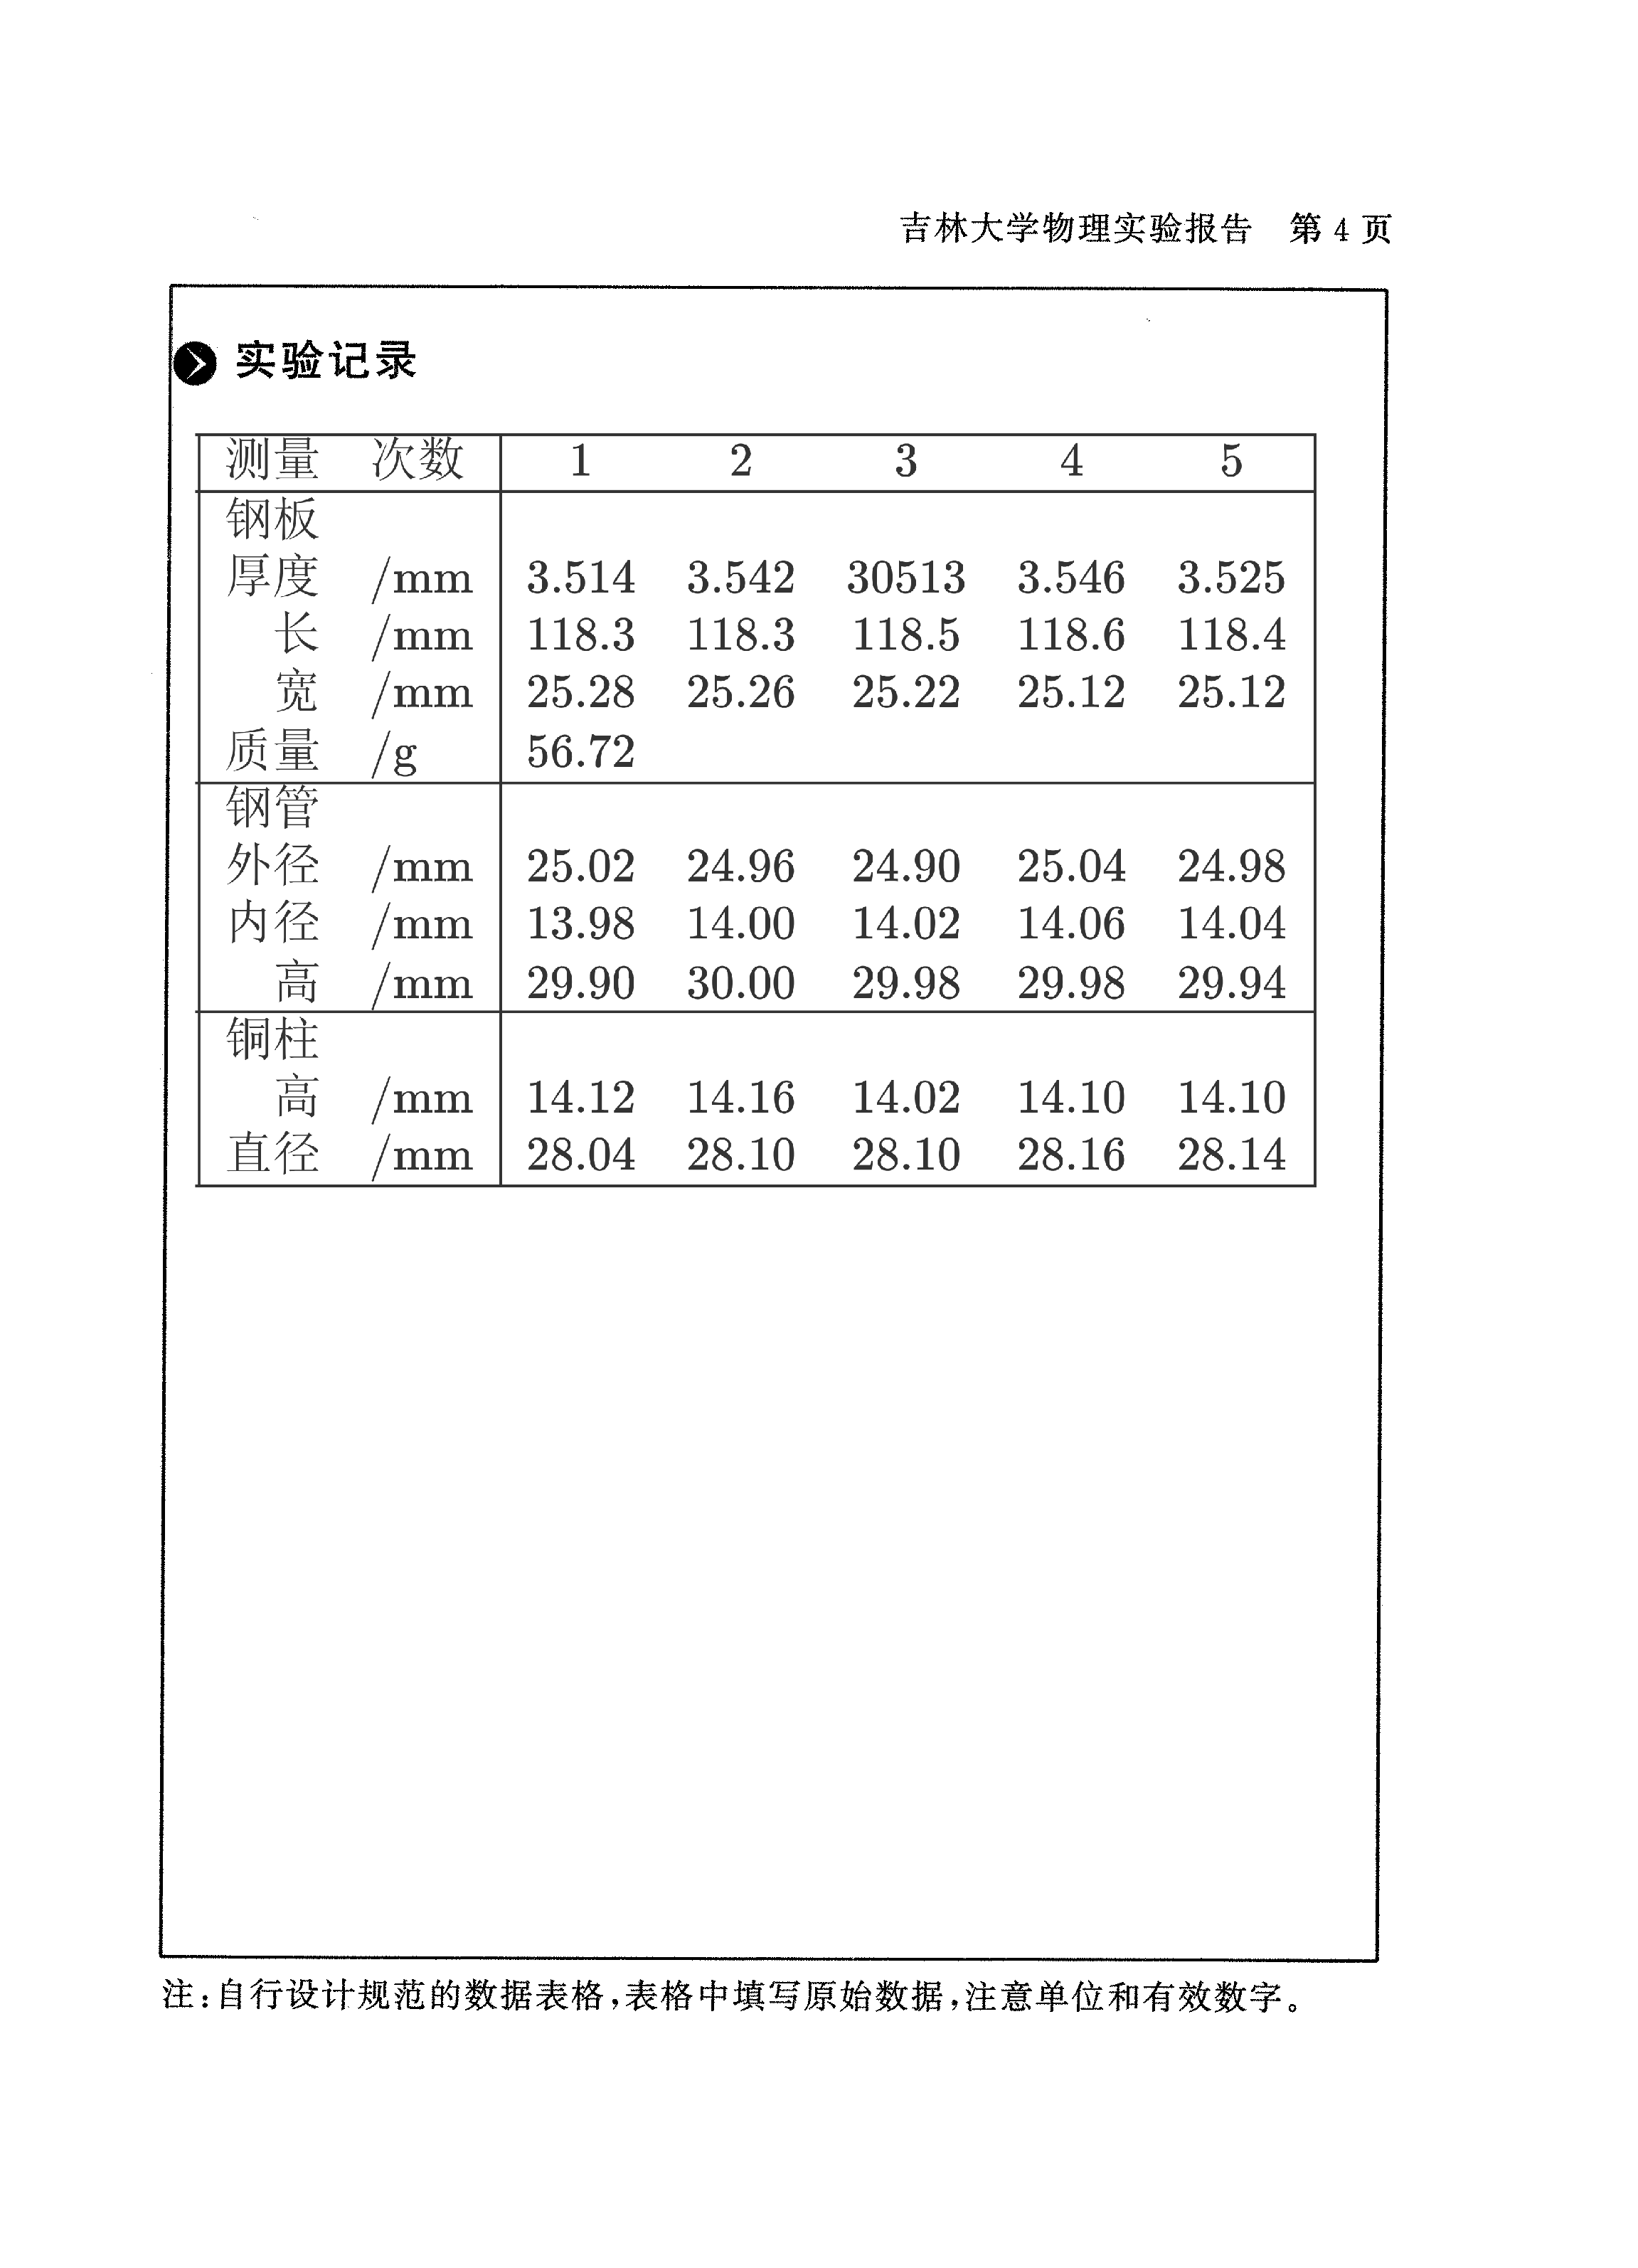 吉林大学物理实验报告 第 4 页
实验记录
测量 次数 1 2 3 4 5
钢板
厚度 /mm 3.514 3.542 30513 3.546 3.525
长 /mm 118.3 118.3 118.5 118.6 118.4
宽 /mm 25.28 25.26 25.22 25.12 25.12
质量 /g 56.72
钢管
外径 /mm 25.02 24.96 24.90 25.04 24.98
内径 /mm 13.98 14.00 14.02 14.06 14.04
高 /mm 29.90 30.00 29.98 29.98 29.94
铜柱
高 /mm 14.12 14.16 14.02 14.10 14.10
直径 /mm 28.04 28.10 28.10 28.16 28.14
注:自行设计规范的数据表格,表格中填写原始数据,注意单位和有效数字。